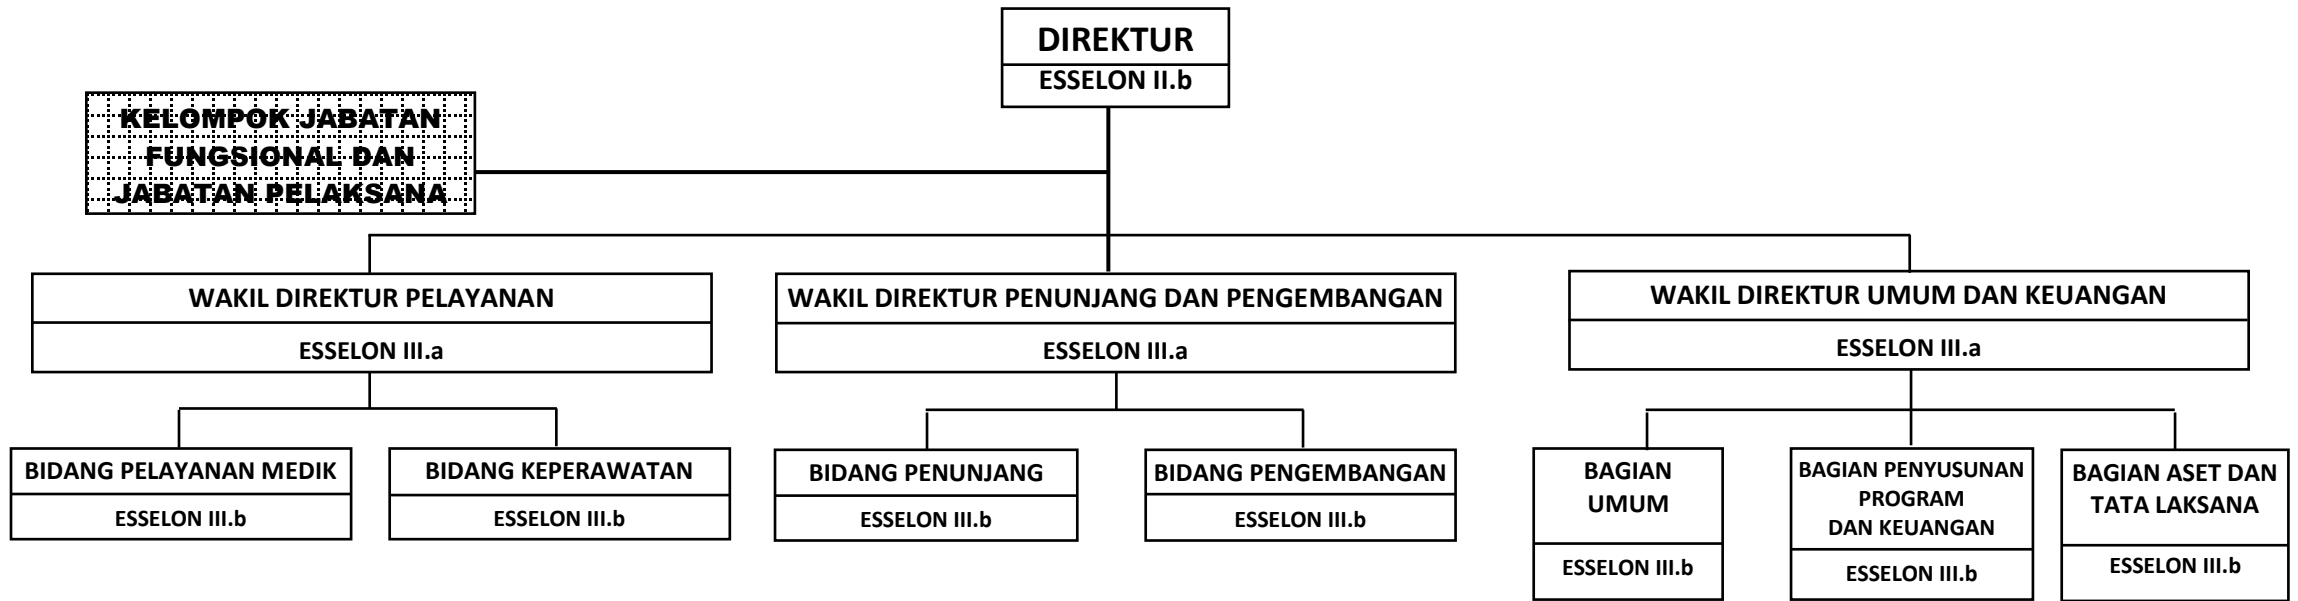 DIREKTUR
ESSELON II.b
KELOMPOK JABATAN
FUNGSIONAL DAN
JABATAN PELAKSANA
WAKIL DIREKTUR PELAYANAN
ESSELON III.a
WAKIL DIREKTUR PENUNJANG DAN PENGEMBANGAN
ESSELON III.a
WAKIL DIREKTUR UMUM DAN KEUANGAN
ESSELON III.a
BIDANG PELAYANAN MEDIK
ESSELON III.b
BIDANG KEPERAWATAN
ESSELON III.b
BIDANG PENUNJANG
ESSELON III.b
BIDANG PENGEMBANGAN
ESSELON III.b
BAGIAN
UMUM
ESSELON III.b
BAGIAN PENYUSUNAN
PROGRAM
DAN KEUANGAN
ESSELON III.b
BAGIAN ASET DAN
TATA LAKSANA
ESSELON III.b